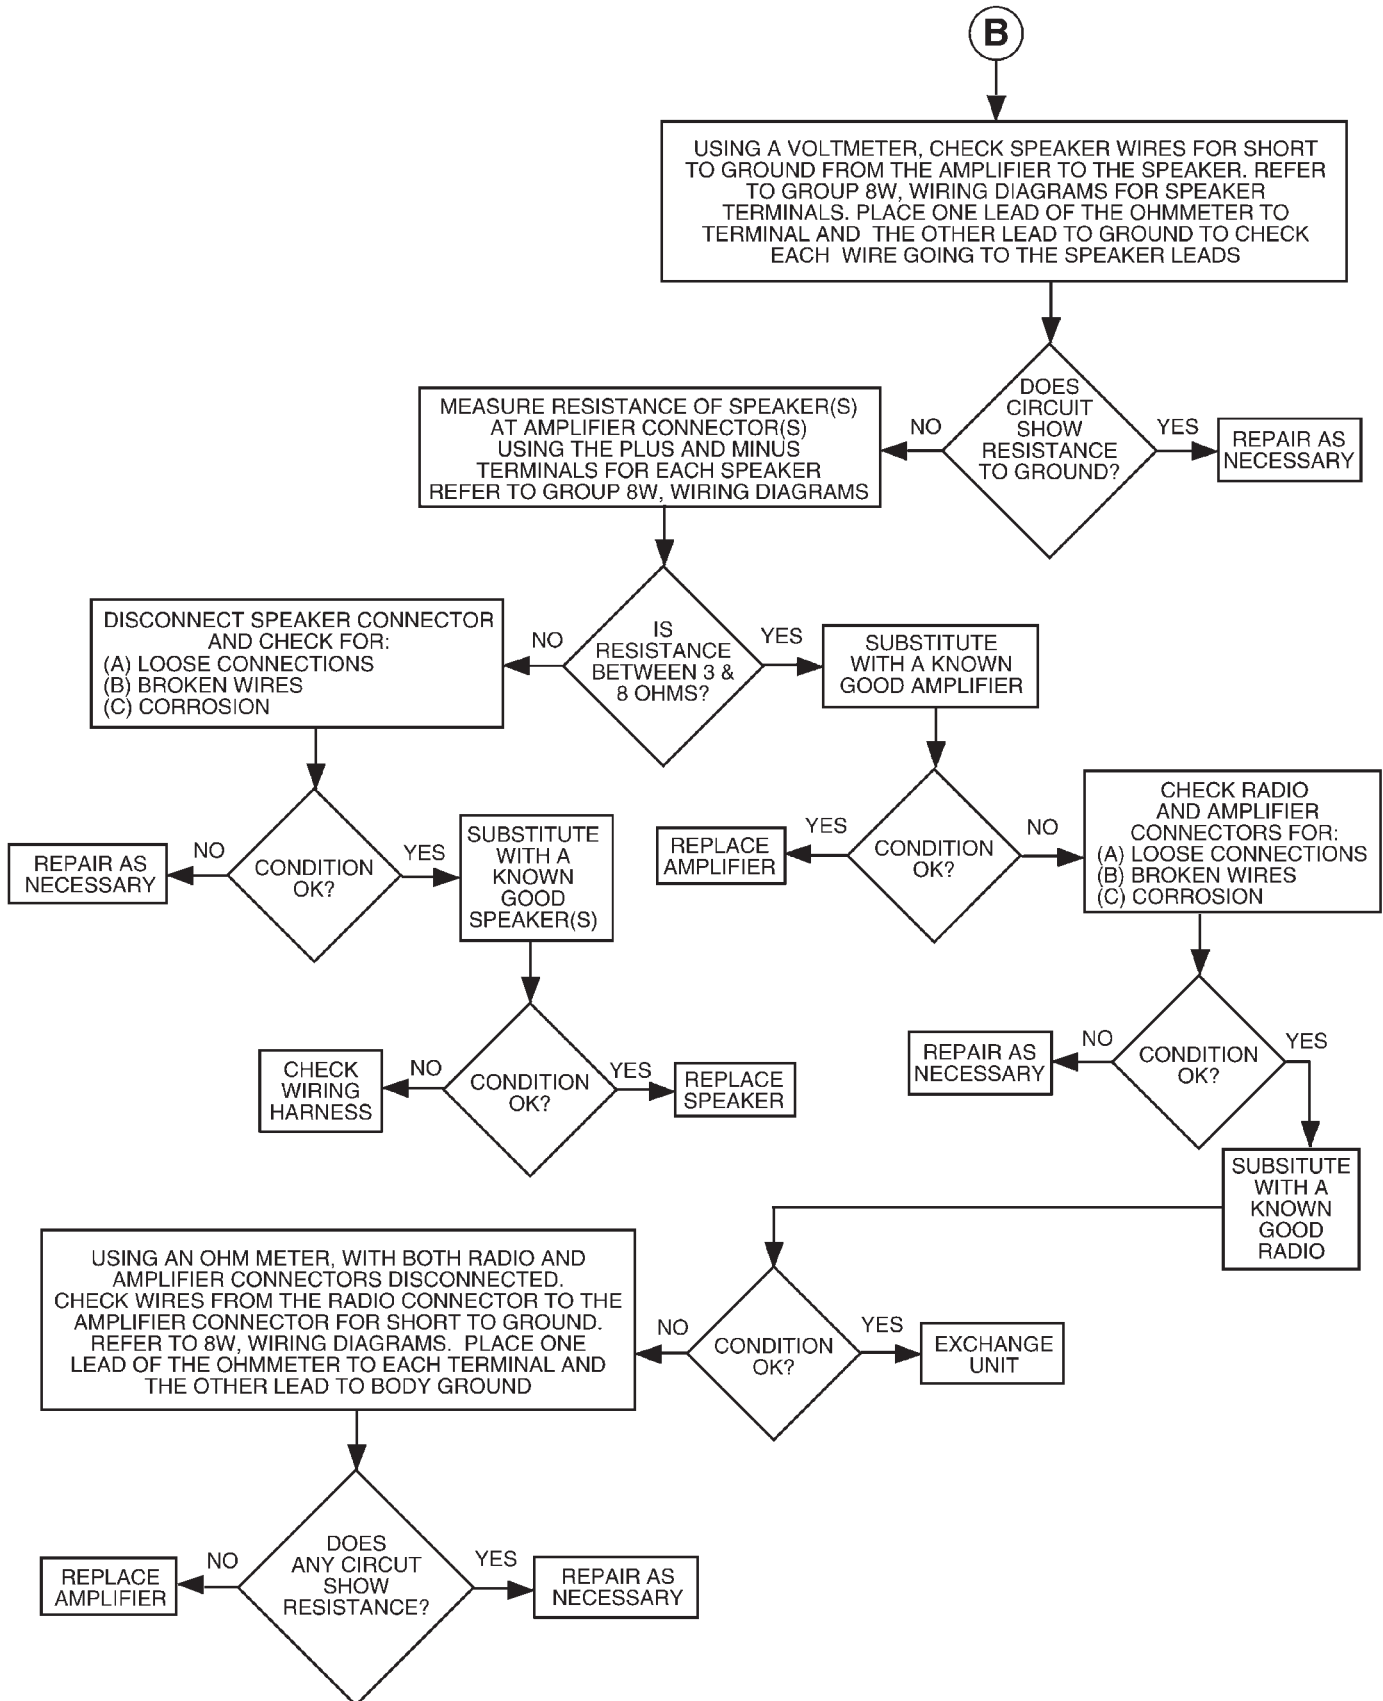 B
USING A VOLTMETER, CHECK SPEAKER WIRES FOR SHORT
TO GROUND FROM THE AMPLIFIER TO THE SPEAKER. REFER
TO GROUP 8W, WIRING DIAGRAMS FOR SPEAKER
TERMINALS. PLACE ONE LEAD OF THE OHMMETER TO
TERMINAL AND THE OTHER LEAD TO GROUND TO CHECK
EACH WIRE GOING TO THE SPEAKER LEADS
DOES
CIRCUIT
SHOW
RESISTANCE
TO GROUND?
NO
YES
REPAIR AS
NECESSARY
MEASURE RESISTANCE OF SPEAKER(S)
AT AMPLIFIER CONNECTOR(S)
USING THE PLUS AND MINUS
TERMINALS FOR EACH SPEAKER
REFER TO GROUP 8W, WIRING DIAGRAMS
IS
RESISTANCE
BETWEEN 3 &
8 OHMS?
NO
YES
DISCONNECT SPEAKER CONNECTOR
AND CHECK FOR:
(A) LOOSE CONNECTIONS
(B) BROKEN WIRES
(C) CORROSION
SUBSTITUTE
WITH A KNOWN
GOOD AMPLIFIER
CONDITION
OK?
NO
REPAIR AS
NECESSARY
YES
SUBSTITUTE
WITH A
KNOWN
GOOD
SPEAKER(S)
CONDITION
OK?
YES
REPLACE
AMPLIFIER
NO
CHECK RADIO
AND AMPLIFIER
CONNECTORS FOR:
(A) LOOSE CONNECTIONS
(B) BROKEN WIRES
(C) CORROSION
CONDITION
OK?
NO
CHECK
WIRING
HARNESS
YES
REPLACE
SPEAKER
CONDITION
OK?
NO
REPAIR AS
NECESSARY
YES
SUBSITUTE
WITH A
KNOWN
GOOD
RADIO
CONDITION
OK?
YES
EXCHANGE
UNIT
NO
USING AN OHM METER, WITH BOTH RADIO AND
AMPLIFIER CONNECTORS DISCONNECTED.
CHECK WIRES FROM THE RADIO CONNECTOR TO THE
AMPLIFIER CONNECTOR FOR SHORT TO GROUND.
REFER TO 8W, WIRING DIAGRAMS. PLACE ONE
LEAD OF THE OHMMETER TO EACH TERMINAL AND
THE OTHER LEAD TO BODY GROUND
DOES
ANY CIRCUT
SHOW
RESISTANCE?
NO
REPLACE
AMPLIFIER
YES
REPAIR AS
NECESSARY